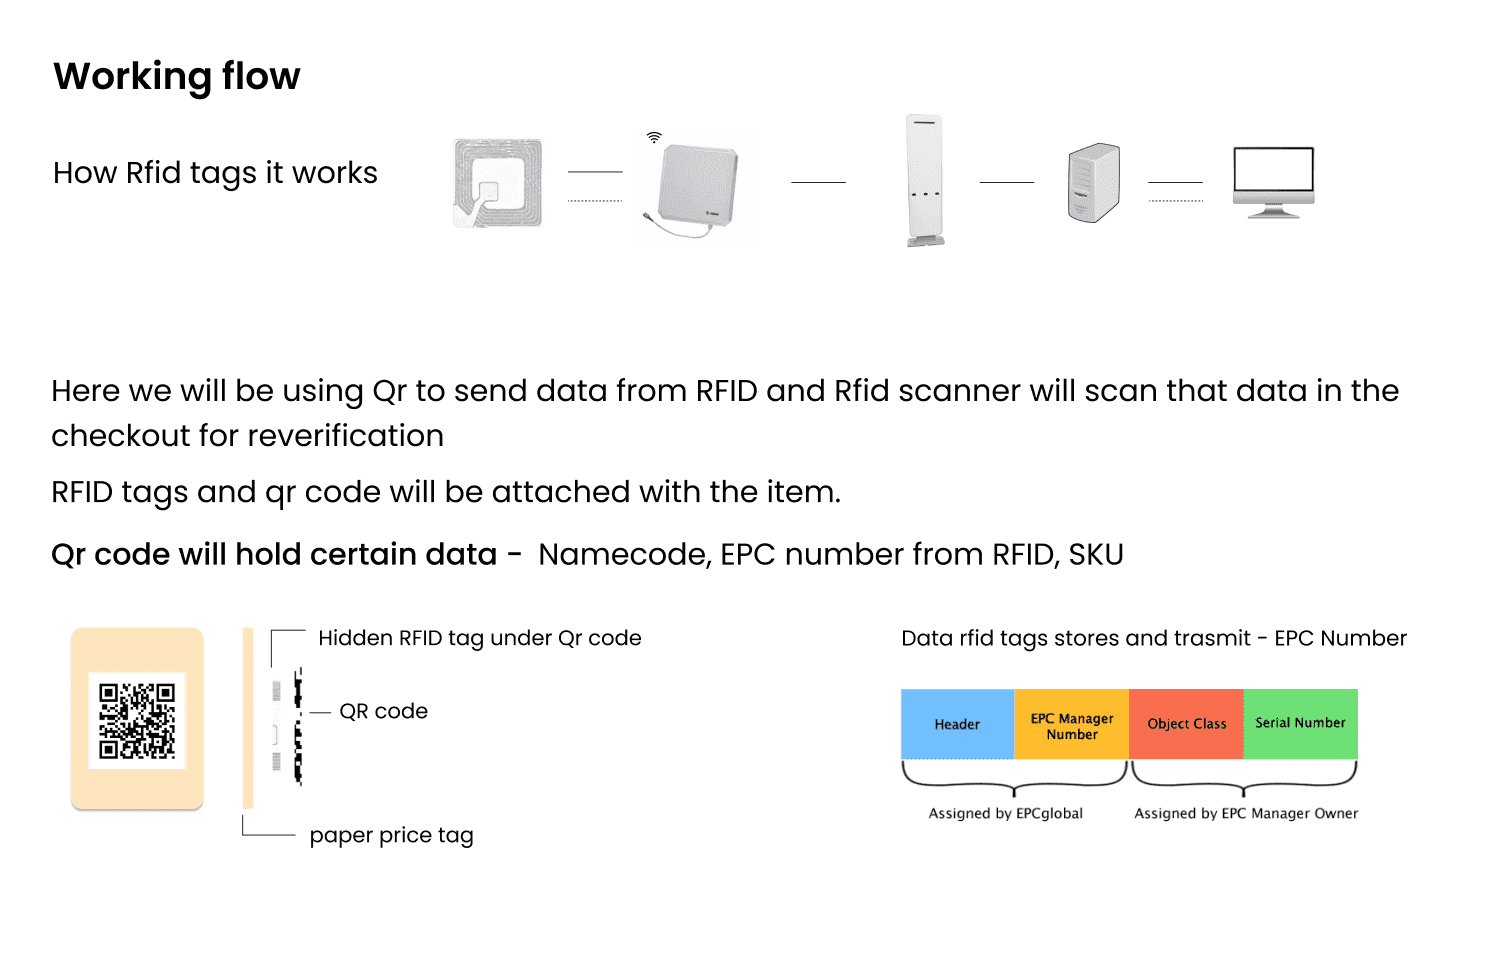 Working flow
How Rfid tags it works
Here we will be using Qr to send data from RFID and Rfid scanner will scan that data in the
checkout for reverification
RFID tags and qr code will be attached with the item.
Qr code will hold certain data - Namecode, EPC number from RFID, SKU
Hidden RFID tag under Qr code
QR code
paper price tag
Data rfid tags stores and trasmit - EPC Number
Header
EPC Manager
Number
Object Class
Serial Number
Assigned by EPCglobal
Assigned by EPC Manager Owner